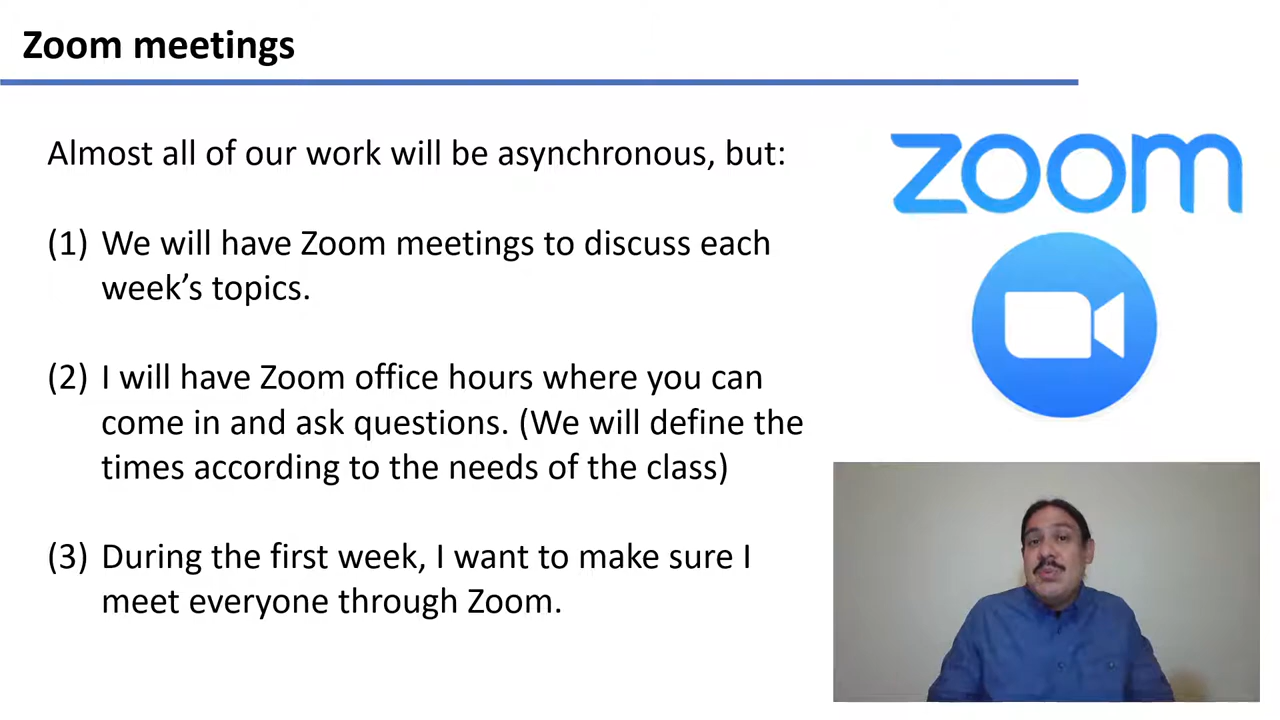 Zoom meetings
Almost all of our work will be asynchronous, but:
zoom
(1) We will have Zoom meetings to discuss each
week’s topics.
(2) I will have Zoom office hours where you can
come in and ask questions. (We will define the
times according to the needs of the class)
(3) During the first week, I want to make sure I
meet everyone through Zoom.